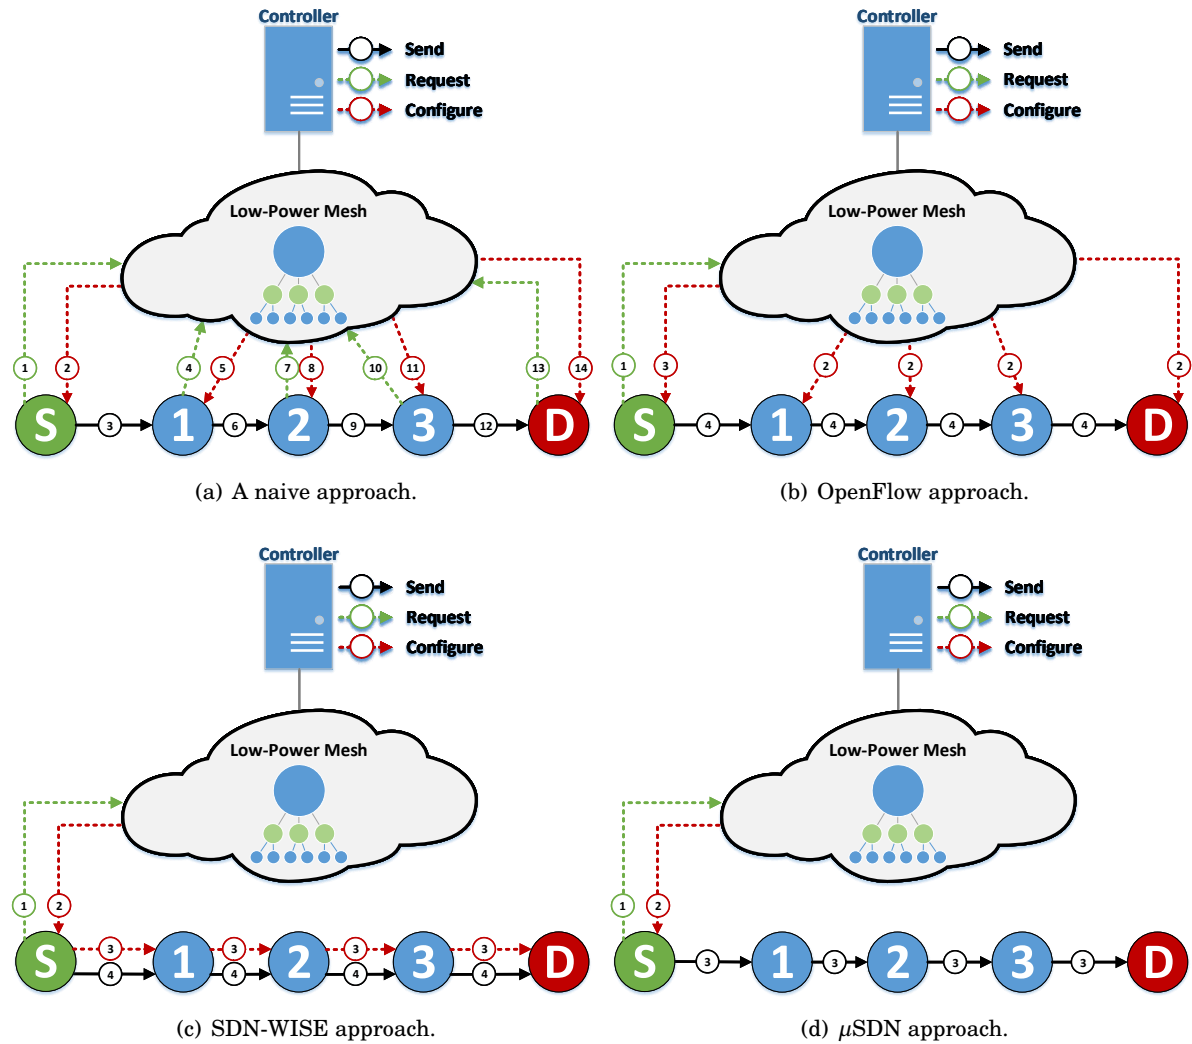 Controller
Send
Request
Configure
Low-Power Mesh
1 2 4 5 7 8 10 11 13 14
S 3 1 6 2 9 3 12 D
(a) A naive approach.
Controller
Send
Request
Configure
Low-Power Mesh
1 3 2 2 2 2
S 4 1 4 2 4 3 4 D
(b) OpenFlow approach.
Controller
Send
Request
Configure
Low-Power Mesh
1 2
3 3 3 3
S 1 2 3 D
4 4 4 4
(c) SDN-WISE approach.
Controller
Send
Request
Configure
Low-Power Mesh
1 2
S 3 1 3 2 3 3 3 D
(d) μSDN approach.